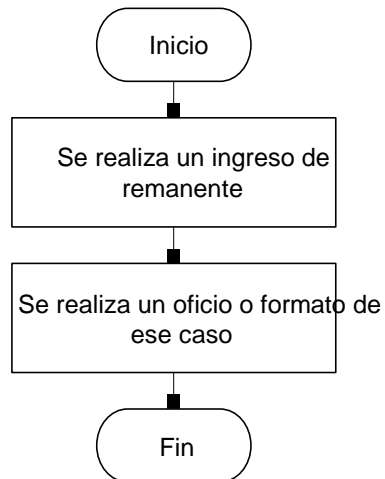 Inicio
Se realiza un ingreso de
remanente
Se realiza un oficio o formato de
ese caso
Fin